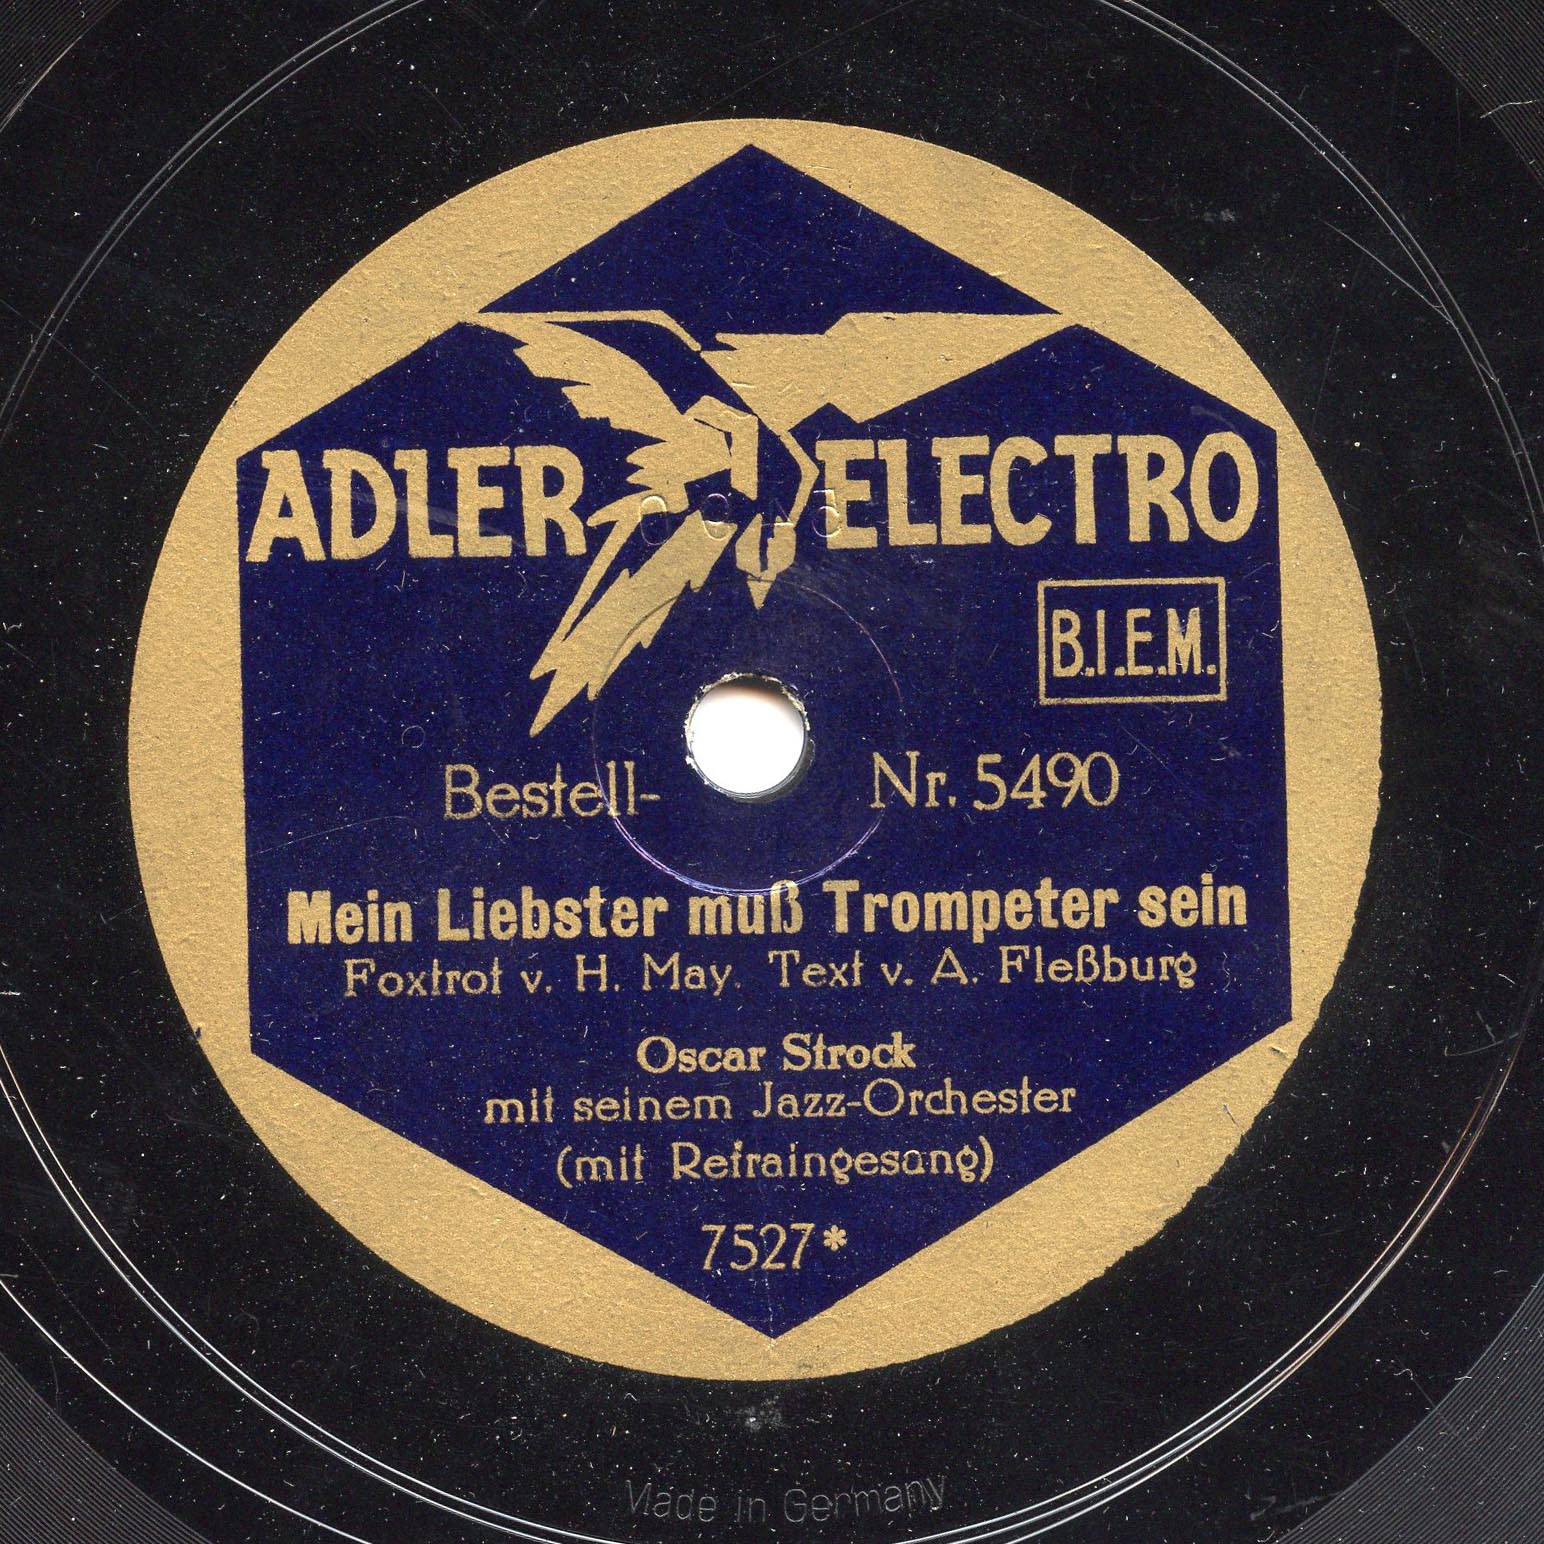 ADLER ELECTRO
B.I.E.M.
Bestell- Nr. 5490
Mein Liebster muß Trompeter sein
Foxtrot v. H. May. Text v. A. Fleßburg
Oscar Strock
mit seinem Jazz-Orchester
(mit Refraingesang)
7527*
Made in Germany